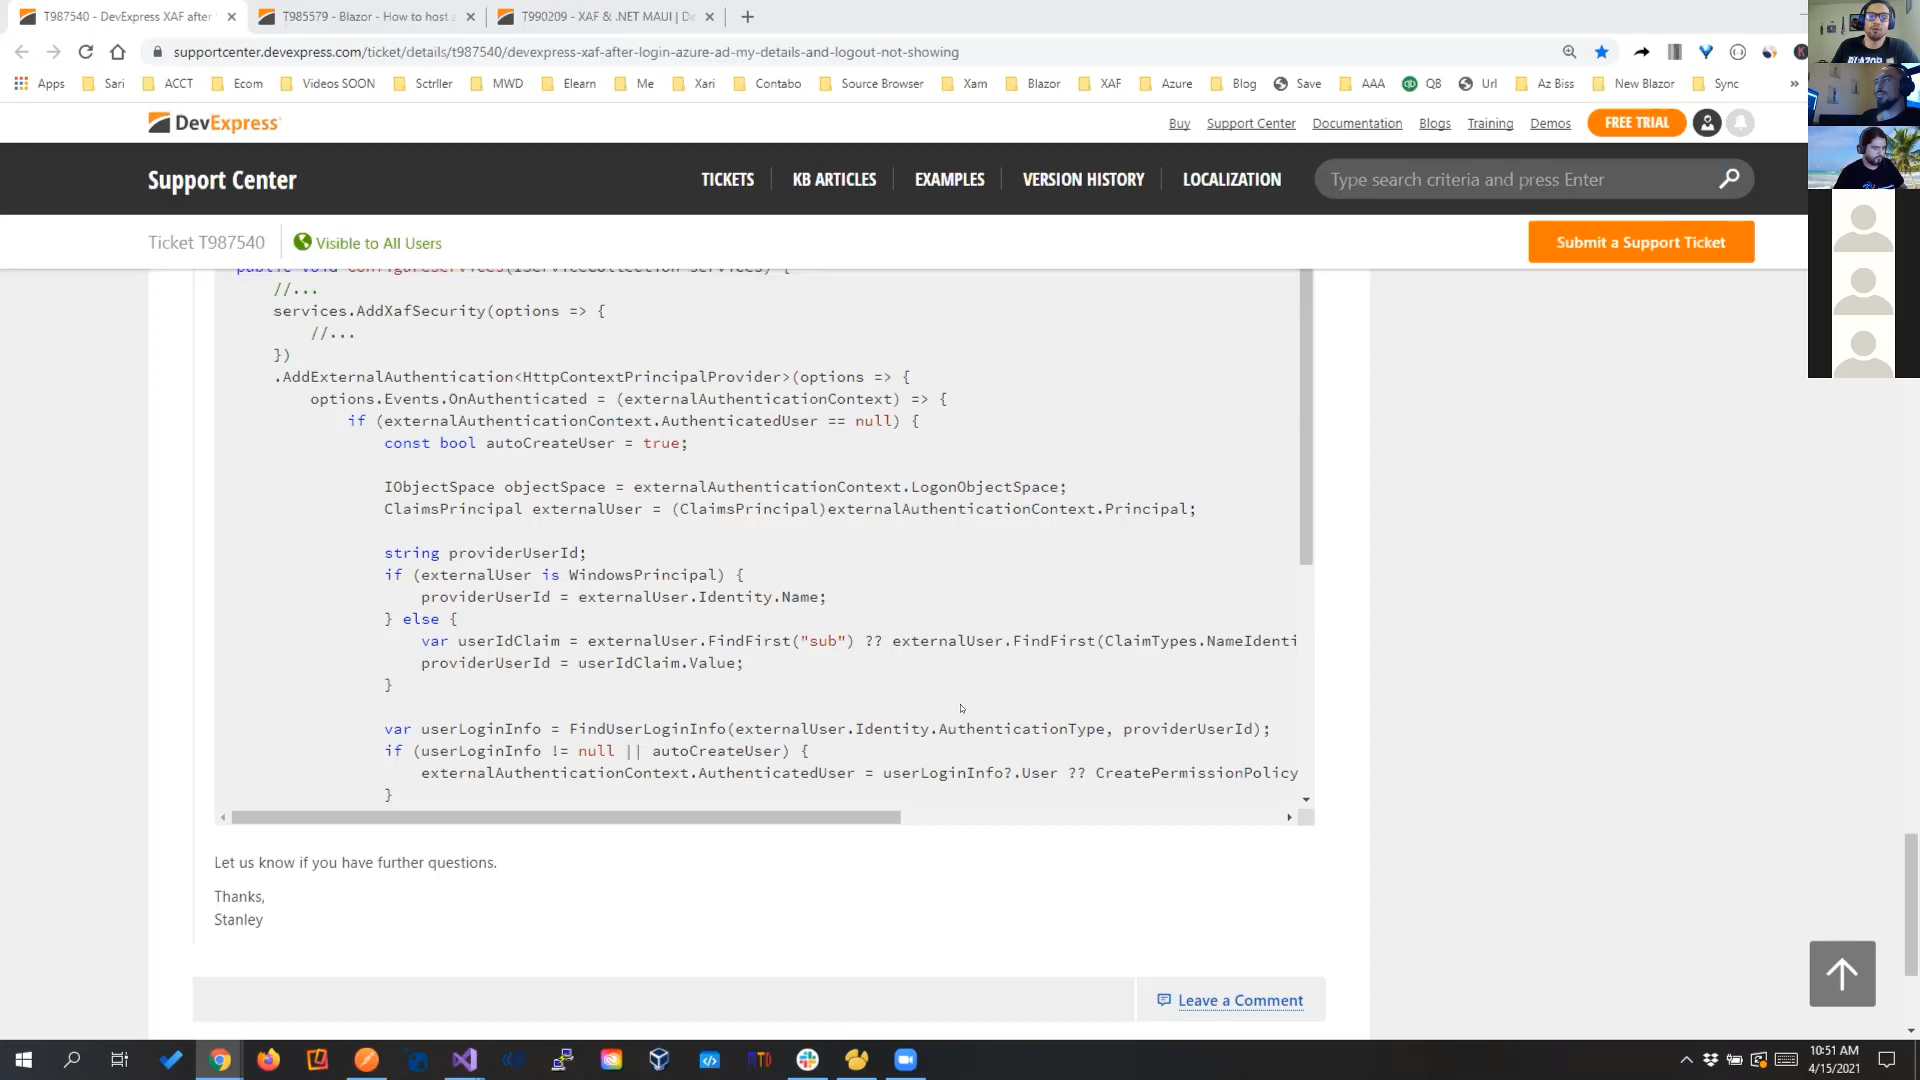 T987540 - DevExpress XAF after
T985579 - Blazor - How to host
T990209 - XAF & .NET MAUI | De
supportcenter.devexpress.com/ticket/details/t987540/devexpress-xaf-after-login-azure-ad-my-details-and-logout-not-showing
Apps Sari ACCT Ecom Videos SOON Sctrller MWD Elearn Me Xari Contabo Source Browser Xam Blazor XAF Azure Blog Save AAA QB Url Az Biss New Blazor Sync »
DevExpress
Buy Support Center Documentation Blogs Training Demos FREE TRIAL
Support Center
TICKETS KB ARTICLES EXAMPLES VERSION HISTORY LOCALIZATION
Type search criteria and press Enter
Ticket T987540 Visible to All Users
Submit a Support Ticket
public void ConfigureServices(IServiceCollection services) {
//...
services.AddXafSecurity(options => {
//...
})
.AddExternalAuthentication<HttpContextPrincipalProvider>(options => {
options.Events.OnAuthenticated = (externalAuthenticationContext) => {
if (externalAuthenticationContext.AuthenticatedUser == null) {
const bool autoCreateUser = true;
IObjectSpace objectSpace = externalAuthenticationContext.LogonObjectSpace;
ClaimsPrincipal externalUser = (ClaimsPrincipal)externalAuthenticationContext.Principal;
string providerUserId;
if (externalUser is WindowsPrincipal) {
providerUserId = externalUser.Identity.Name;
} else {
var userIdClaim = externalUser.FindFirst("sub") ?? externalUser.FindFirst(ClaimTypes.NameIdenti
providerUserId = userIdClaim.Value;
}
var userLoginInfo = FindUserLoginInfo(externalUser.Identity.AuthenticationType, providerUserId);
if (userLoginInfo != null || autoCreateUser) {
externalAuthenticationContext.AuthenticatedUser = userLoginInfo?.User ?? CreatePermissionPolicy
}
Let us know if you have further questions.
Thanks,
Stanley
Leave a Comment
10:51 AM
4/15/2021